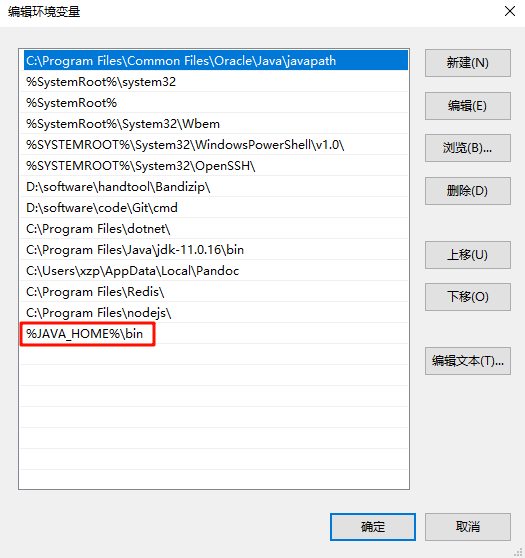 编辑环境变量
C:\Program Files\Common Files\Oracle\Java\javapath
%SystemRoot%\system32
%SystemRoot%
%SystemRoot%\System32\Wbem
%SYSTEMROOT%\System32\WindowsPowerShell\v1.0\
%SYSTEMROOT%\System32\OpenSSH\
D:\software\handtool\Bandizip\
D:\software\code\Git\cmd
C:\Program Files\dotnet\
C:\Program Files\Java\jdk-11.0.16\bin
C:\Users\xzp\AppData\Local\Pandoc
C:\Program Files\Redis\
C:\Program Files\nodejs\
%JAVA_HOME%\bin
新建(N)
编辑(E)
浏览(B)...
删除(D)
上移(U)
下移(O)
编辑文本(T)...
确定
取消